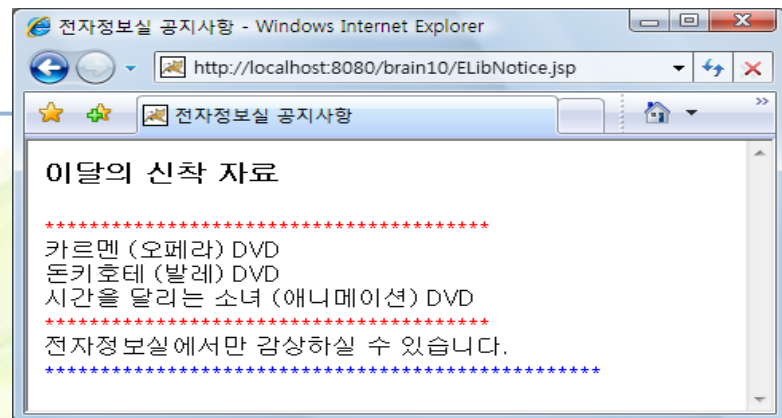 전자정보실 공지사항 - Windows Internet Explorer
http://localhost:8080/brain10/ELibNotice.jsp
전자정보실 공지사항
이달의 신착 자료
****************************************
카르멘 (오페라) DVD
돈키호테 (발레) DVD
시간을 달리는 소녀 (애니메이션) DVD
****************************************
전자정보실에서만 감상하실 수 있습니다.
**************************************************